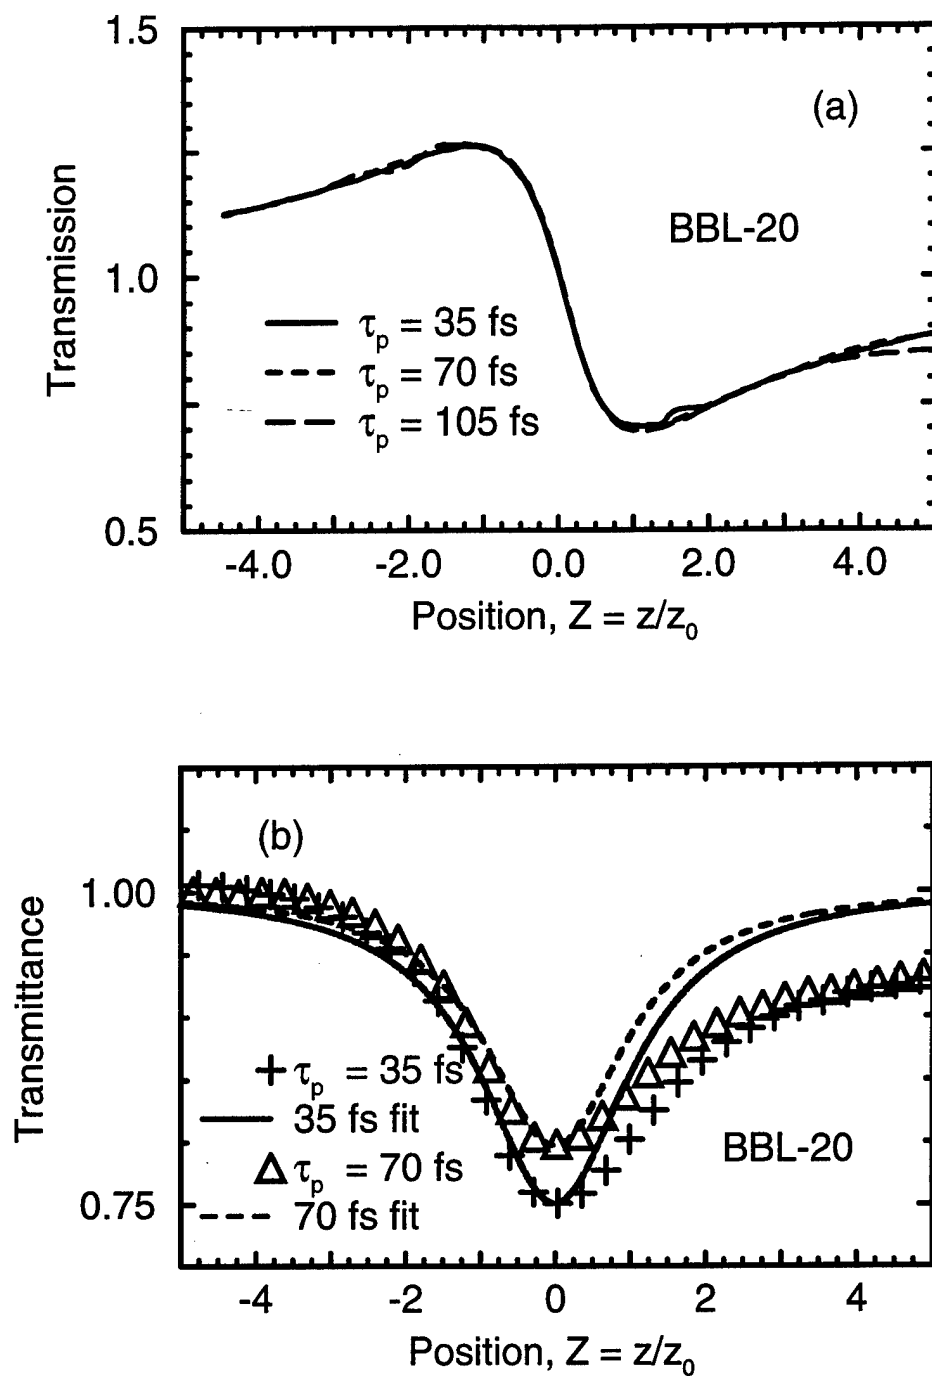 1.5
(a)
Transmission
BBL-20
1.0
τp = 35 fs
τp = 70 fs
τp = 105 fs
0.5
-4.0 -2.0 0.0 2.0 4.0
Position, Z = z/z0
(b)
1.00
Transmittance
τp = 35 fs
35 fs fit
τp = 70 fs
BBL-20
70 fs fit
0.75
-4 -2 0 2 4
Position, Z = z/z0